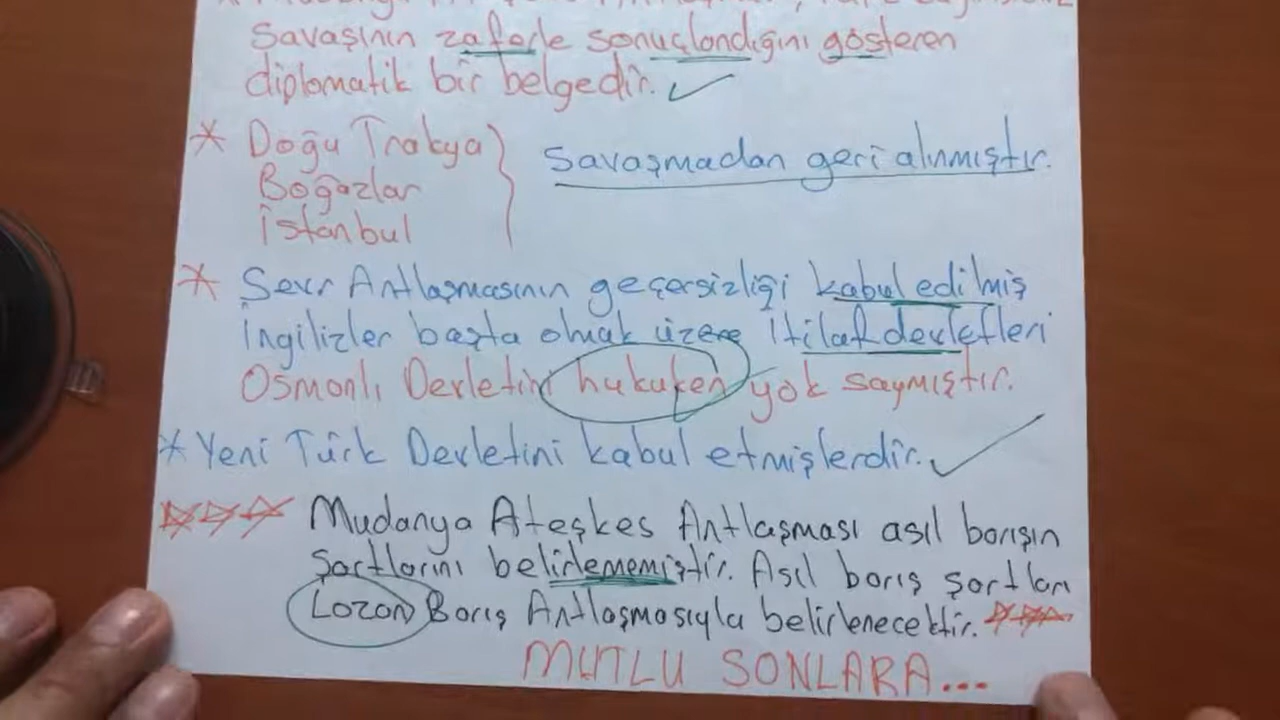 Savaşının zaferle sonuçlandığını gösteren
diplomatik bir belgedir. ✓
* Doğu Trakya
Boğazlar
İstanbul
savaşmadan geri alınmıştır.
* Sevr Antlaşmasının geçersizliği kabul edilmiş
İngilizler başta olmak üzere İtilaf devletleri
Osmanlı Devletini hukuken yok saymıştır.
* Yeni Türk Devletini kabul etmişlerdir. ✓
*** Mudanya Ateşkes Antlaşması asıl barışın
şartlarını belirlememiştir. Asıl barış şartları
Lozan Barış Antlaşmasıyla belirlenecektir. ***
MUTLU SONLARA...